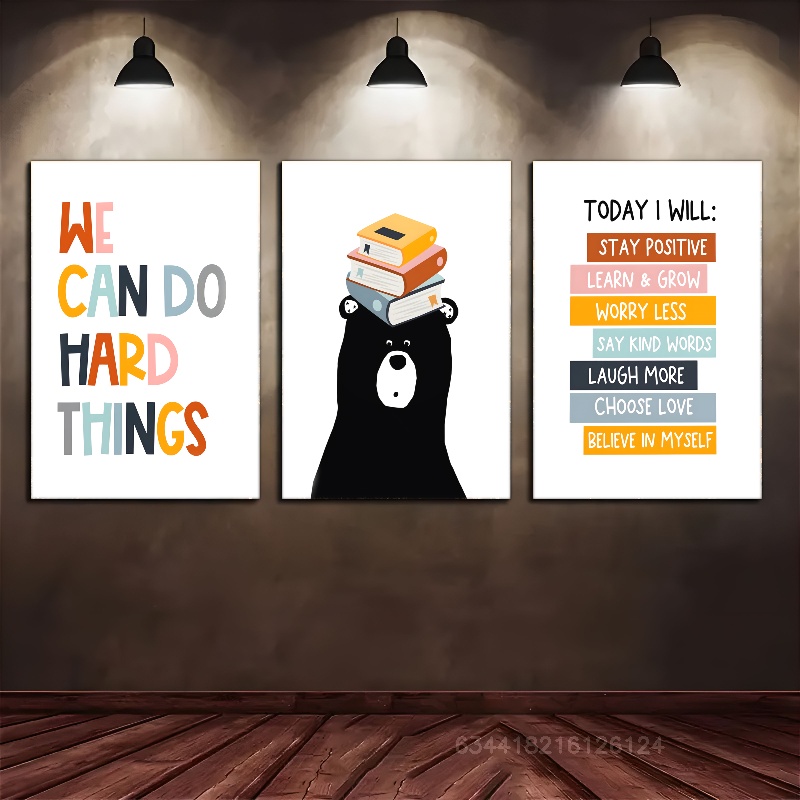 WE
CAN DO
HARD
THINGS
TODAY I WILL:
STAY POSITIVE
LEARN & GROW
WORRY LESS
SAY KIND WORDS
LAUGH MORE
CHOOSE LOVE
BELIEVE IN MYSELF
634418216126124